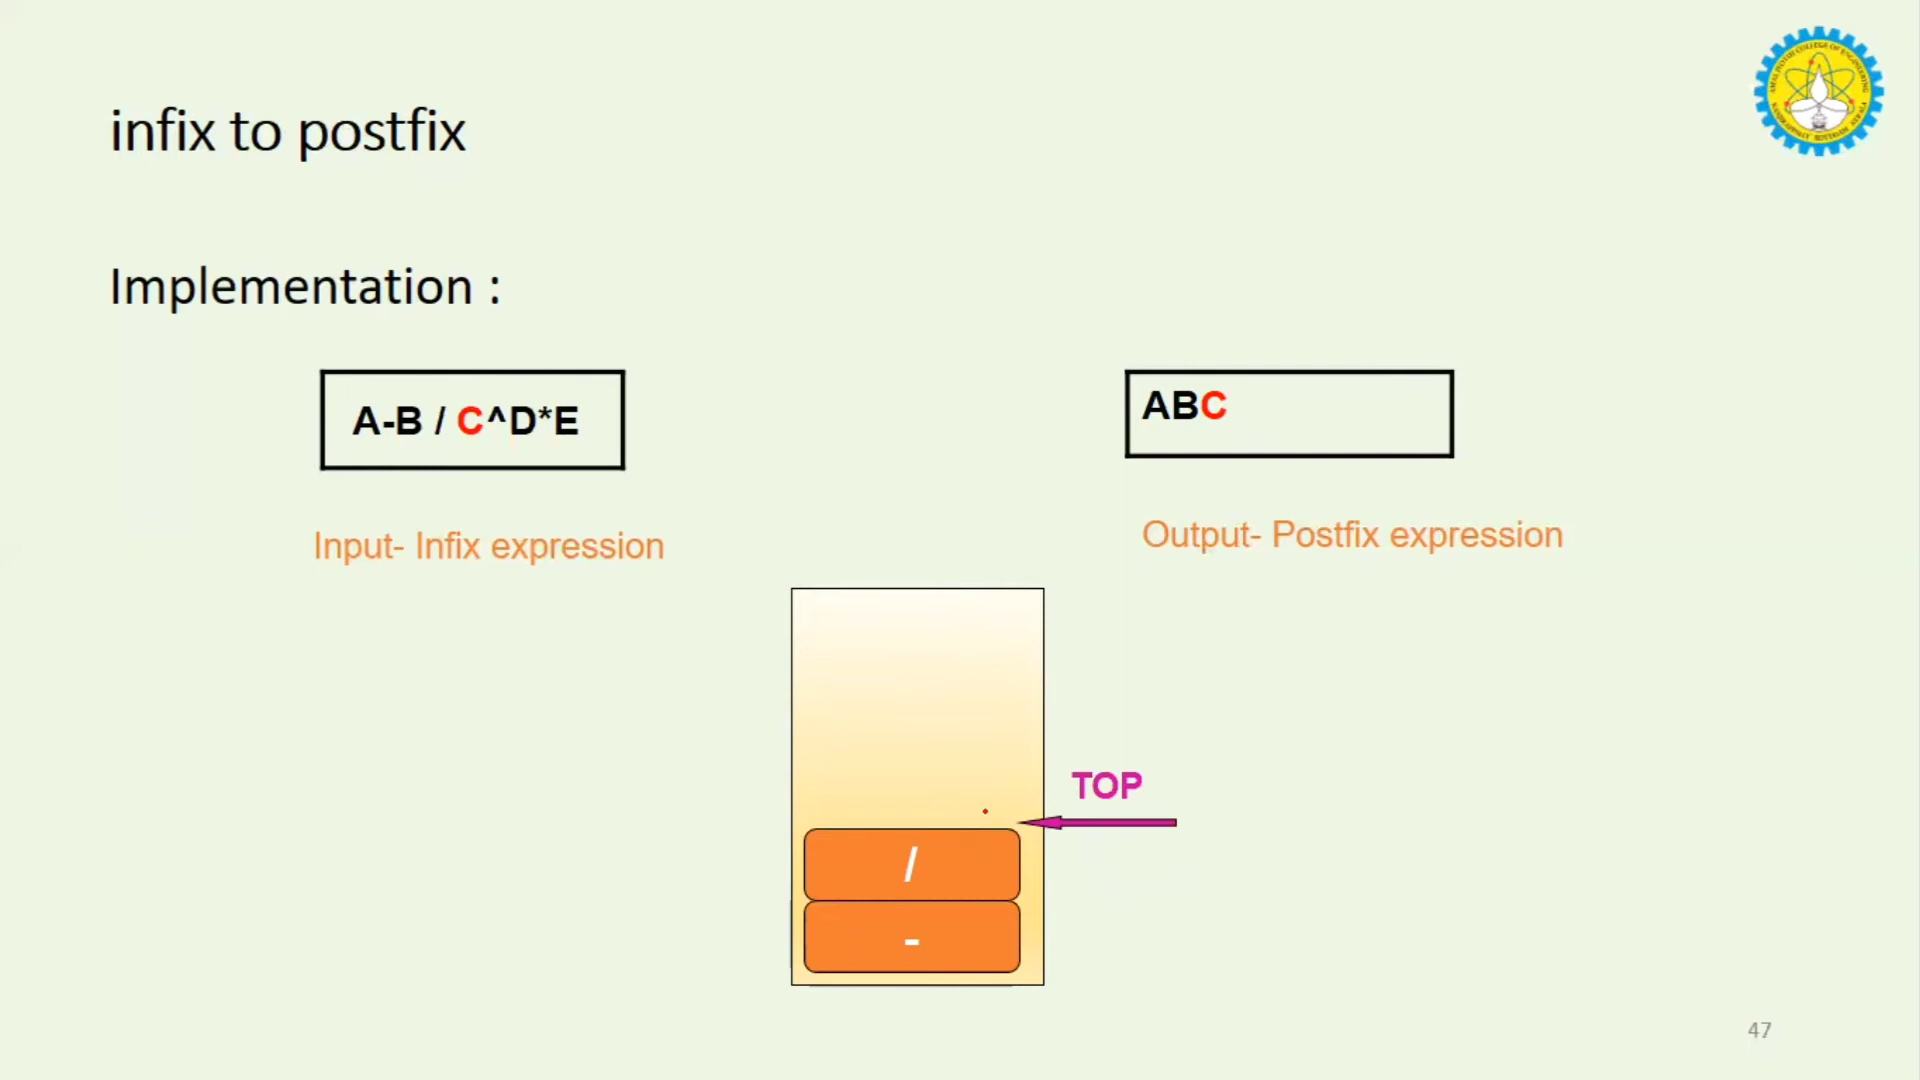 infix to postfix
Implementation :
A-B / C^D*E
ABC
Input- Infix expression
Output- Postfix expression
TOP
/
-
47